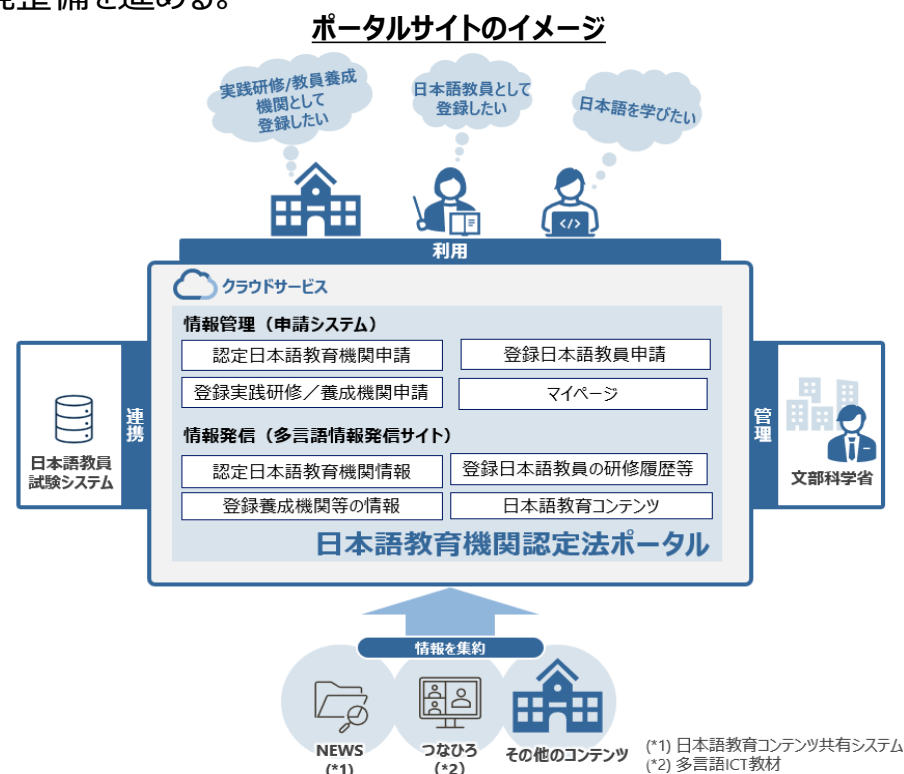 整備を進める。
ポータルサイトのイメージ
実践研修/教員養成
機関として
登録したい
日本語教員として
登録したい
日本語を学びたい
利用
クラウドサービス
情報管理（申請システム）
認定日本語教育機関申請
登録日本語教員申請
登録実践研修／養成機関申請
マイページ
情報発信（多言語情報発信サイト）
認定日本語教育機関情報
登録日本語教員の研修履歴等
登録養成機関等の情報
日本語教育コンテンツ
日本語教育機関認定法ポータル
連携
日本語教員
試験システム
管理
文部科学省
情報を集約
NEWS
(*1)
つなひろ
(*2)
その他のコンテンツ
(*1) 日本語教育コンテンツ共有システム
(*2) 多言語ICT教材